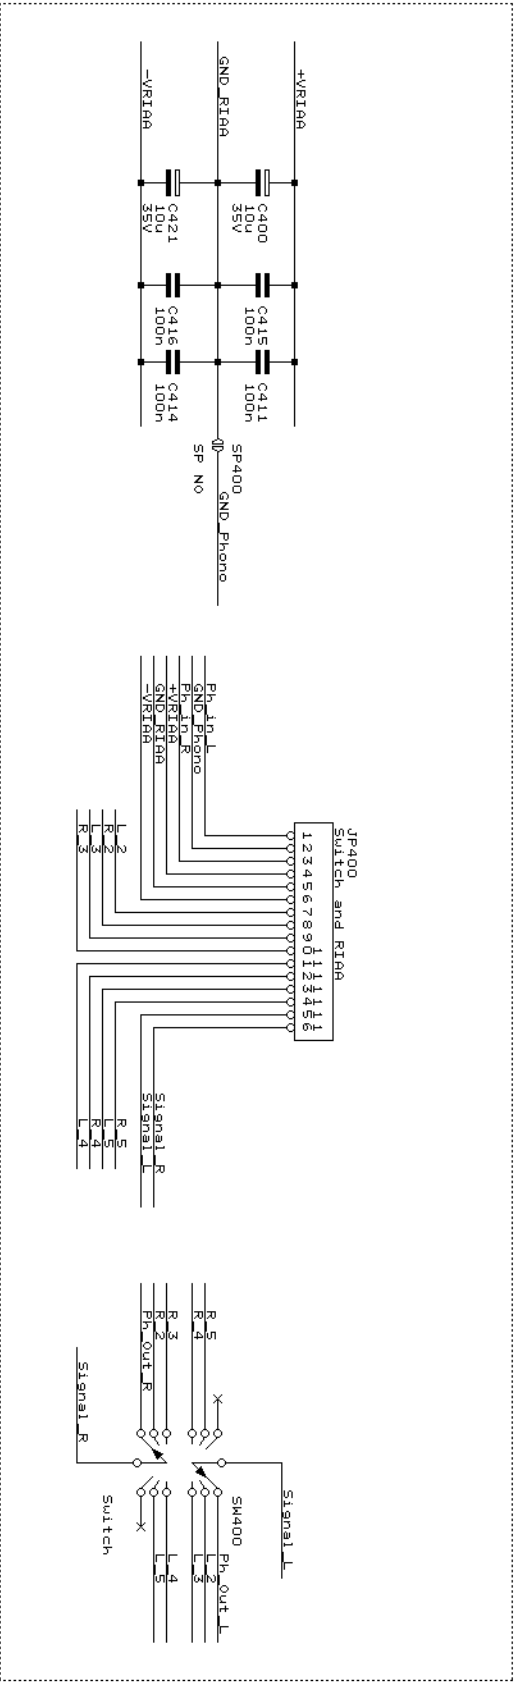 +VRIAA
GND_RIAA
-VRIAA
C400
10u
35V
C421
10u
35V
C415
100n
C416
100n
C411
100n
C414
100n
SP400
SP No
GND_Phono
Ph_in_L
GND_Phono
Ph_in_R
+VRIAA
GND_RIAA
-VRIAA
L_2
R_2
L_3
R_3
JP400
Switch and RIAA
1
2
3
4
5
6
7
8
9
10
11
12
13
14
15
16
Signal_R
Signal_L
R_5
L_5
R_4
L_4
R_5
R_4
R_3
R_2
Ph_Out_R
Signal_R
Signal_L
SW400
Switch
Ph_Out_L
L_2
L_3
L_4
L_5